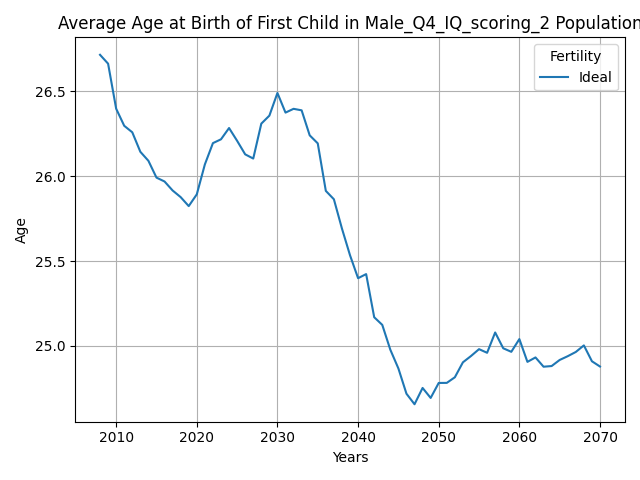 Average Age at Birth of First Child in Male_Q4_IQ_scoring_2 Population
Fertility
Ideal
26.5
26.0
25.5
25.0
Age
2010 2020 2030 2040 2050 2060 2070
Years